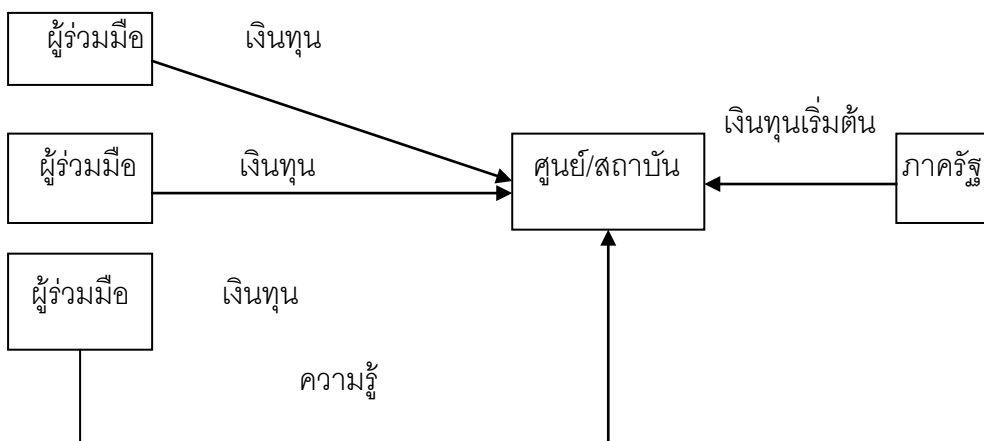 ผู้ร่วมมือ เงินทุน
เงินทุนเริ่มต้น
ผู้ร่วมมือ เงินทุน ศูนย์/สถาบัน ภาครัฐ
ผู้ร่วมมือ เงินทุน
ความรู้